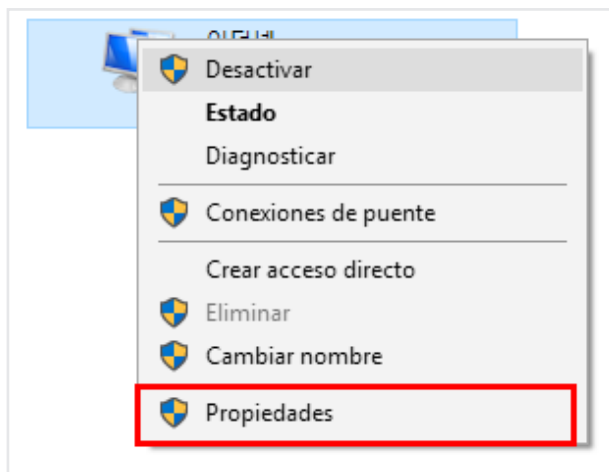 Desactivar
Estado
Diagnosticar
Conexiones de puente
Crear acceso directo
Eliminar
Cambiar nombre
Propiedades